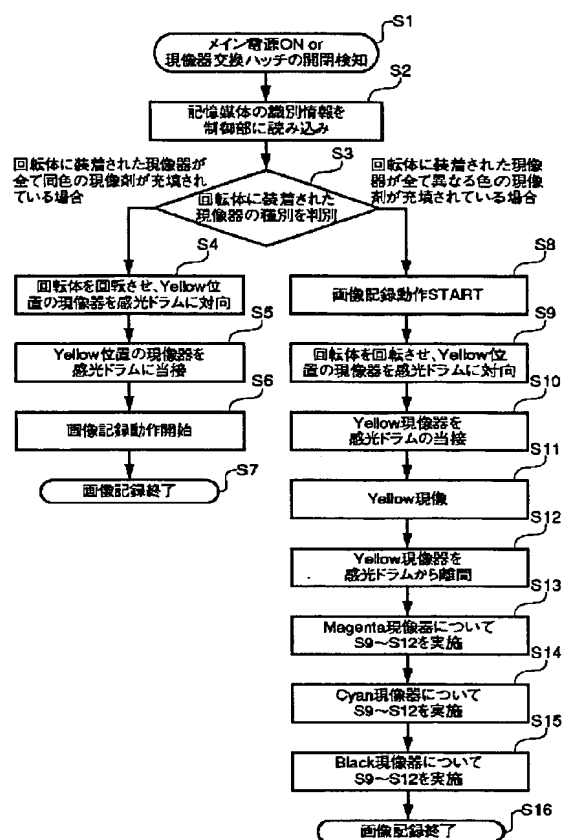 S1
メイン電源ON or
現像器交換ハッチの開閉検知
S2
記憶媒体の識別情報を
制御部に読み込み
回転体に装着された現像器が
全て同色の現像剤が充填され
ている場合
S3
回転体に装着された
現像器の種別を判別
回転体に装着された現像
器が全て異なる色の現像
剤が充填されている場合
S4
回転体を回転させ、Yellow位
置の現像器を感光ドラムに対向
S5
Yellow位置の現像器を
感光ドラムに当接
S6
画像記録動作開始
S7
画像記録終了
S8
画像記録動作START
S9
回転体を回転させ、Yellow位
置の現像器を感光ドラムに対向
S10
Yellow現像器を
感光ドラムの当接
S11
Yellow現像
S12
Yellow現像器を
感光ドラムから離間
S13
Magenta現像器について
S9～S12を実施
S14
Cyan現像器について
S9～S12を実施
S15
Black現像器について
S9～S12を実施
S16
画像記録終了